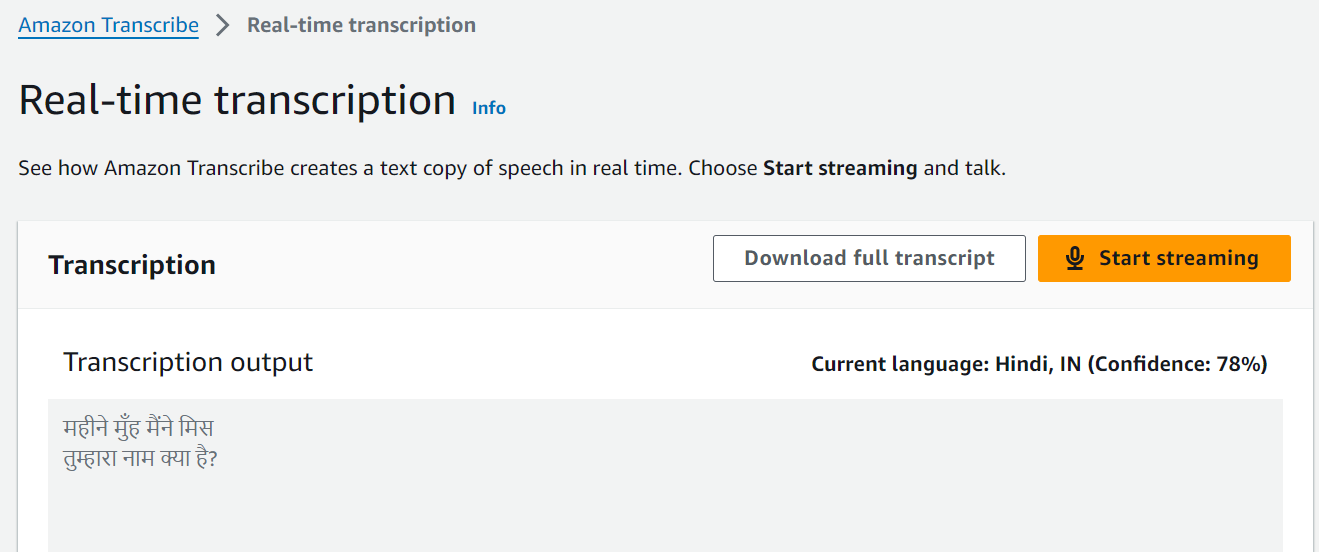 Amazon Transcribe > Real-time transcription
Real-time transcription Info
See how Amazon Transcribe creates a text copy of speech in real time. Choose Start streaming and talk.
Transcription Download full transcript Start streaming
Transcription output Current language: Hindi, IN (Confidence: 78%)
महीने मुँह मैंने मिस
तुम्हारा नाम क्या है?